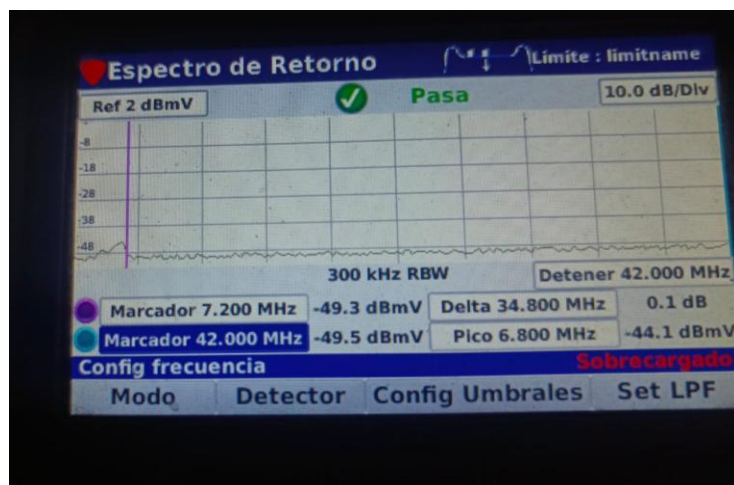 Espectro de Retorno Límite : limitname
Ref 2 dBmV Pasa 10.0 dB/Div
-8
-18
-28
-38
-48
300 kHz RBW Detener 42.000 MHz
Marcador 7.200 MHz -49.3 dBmV Delta 34.800 MHz 0.1 dB
Marcador 42.000 MHz -49.5 dBmV Pico 6.800 MHz -44.1 dBmV
Config frecuencia Sobrecargado
Modo Detector Config Umbrales Set LPF